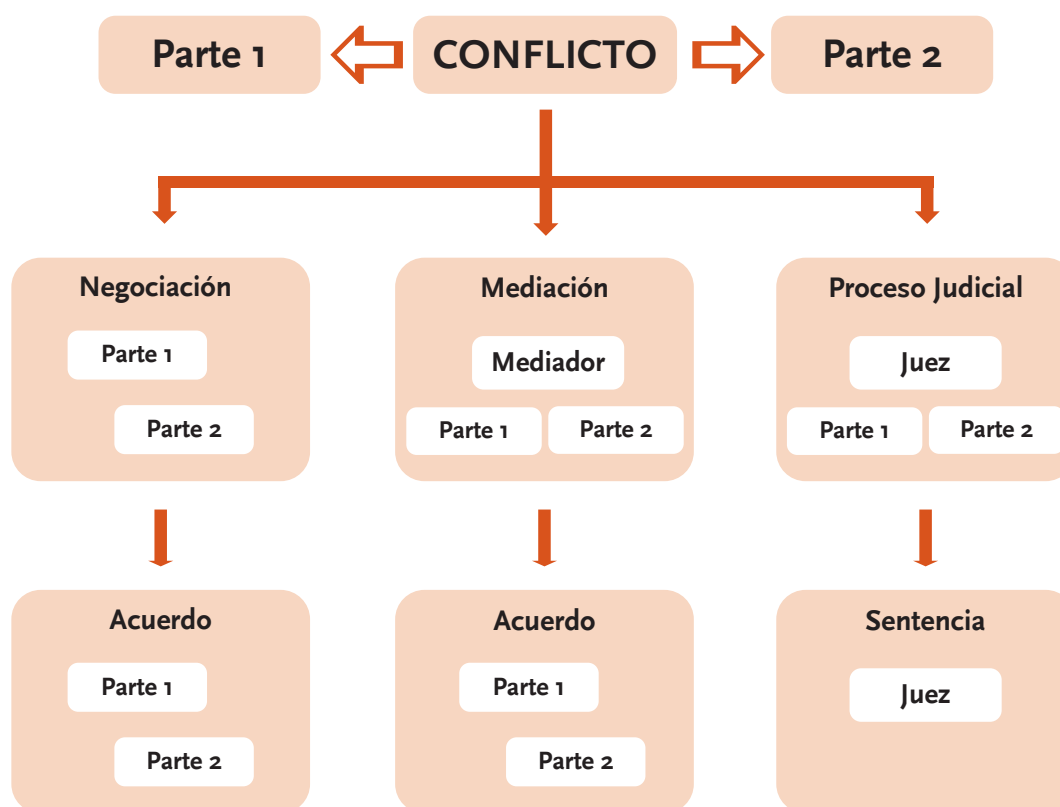 Parte 1
CONFLICTO
Parte 2
Negociación
Parte 1
Parte 2
Mediación
Mediador
Parte 1
Parte 2
Proceso Judicial
Juez
Parte 1
Parte 2
Acuerdo
Parte 1
Parte 2
Acuerdo
Parte 1
Parte 2
Sentencia
Juez